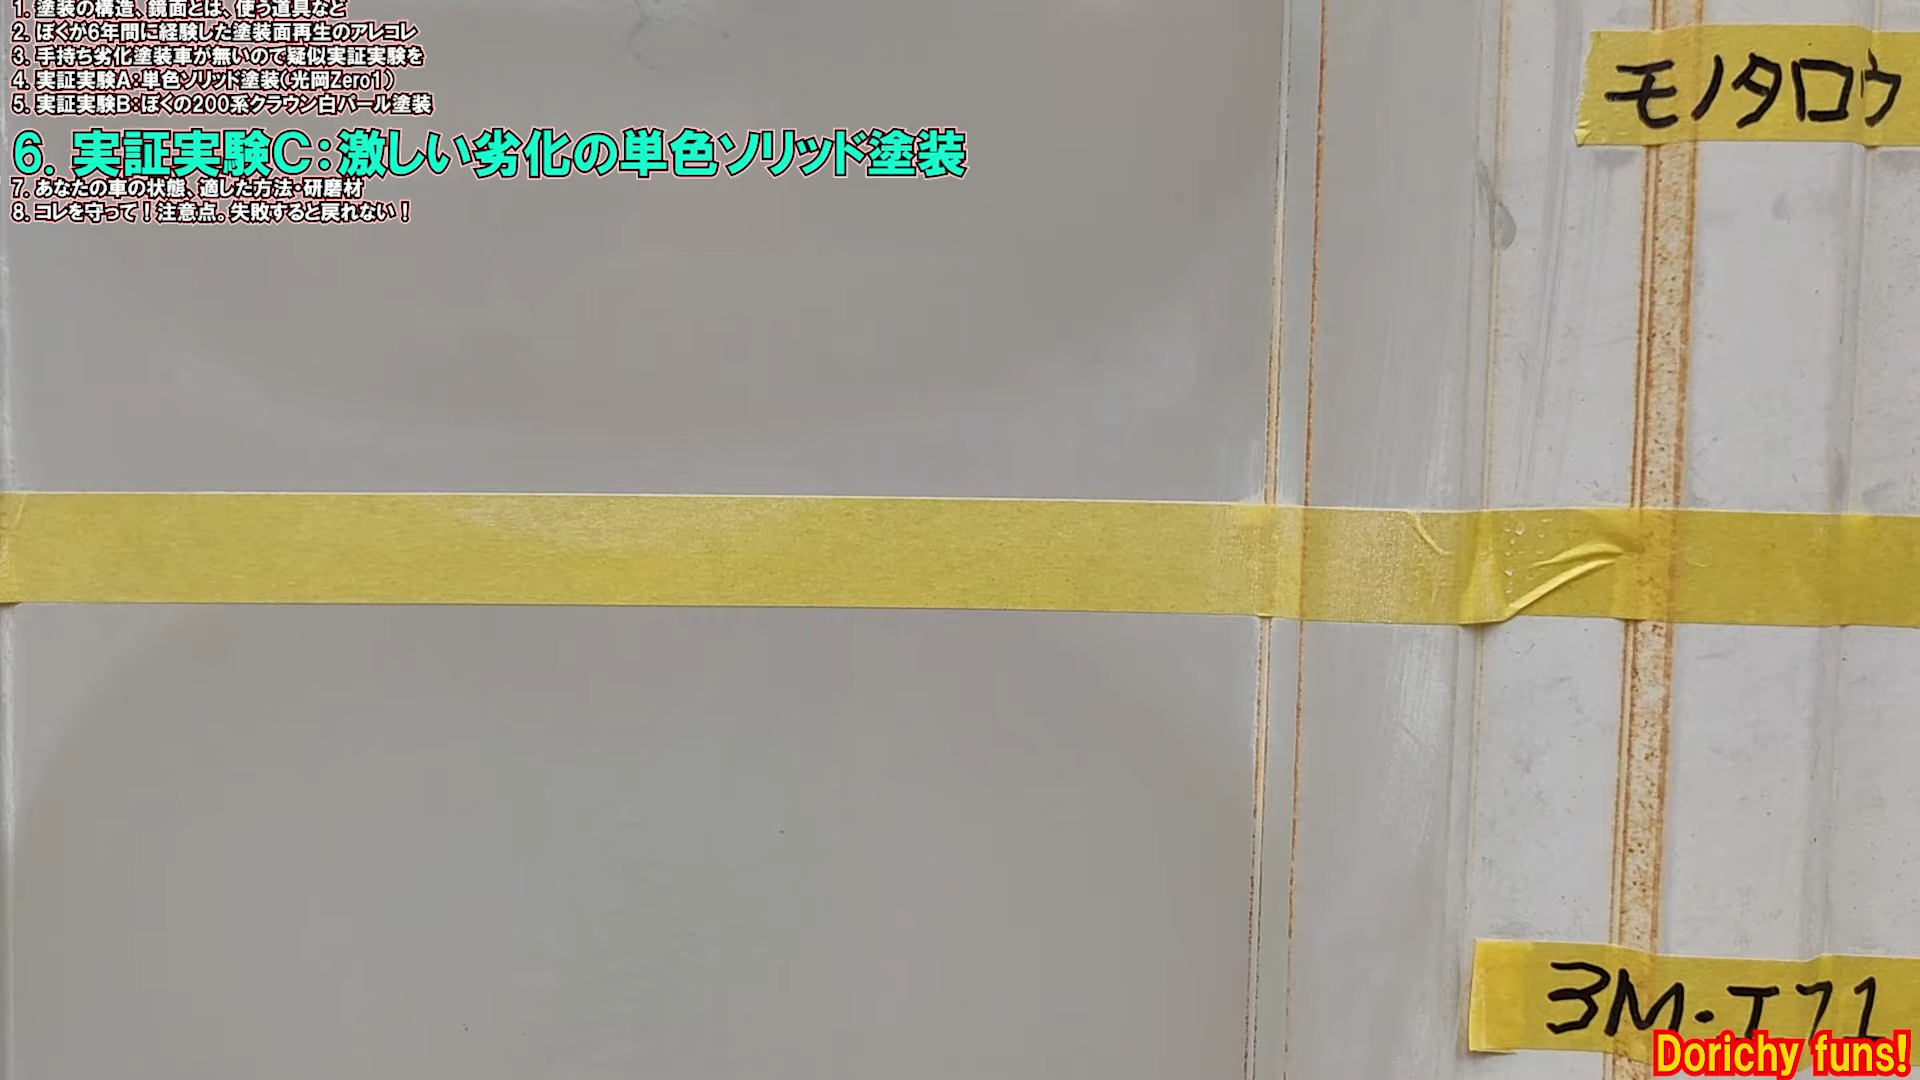 1. 塗装の構造、鏡面とは、使う道具など
2. ぼくが6年間に経験した塗装面再生のアレコレ
3. 手持ち劣化塗装車が無いので疑似実証実験を
4. 実証実験A:単色ソリッド塗装(光岡Zero1)
5. 実証実験B:ぼくの200系クラウン白パール塗装
6. 実証実験C:激しい劣化の単色ソリッド塗装
7. あなたの車の状態、適した方法・研磨材
8. コレを守って!注意点。失敗すると戻れない!
モノタロウ
3M・T71
Dorichy funs!